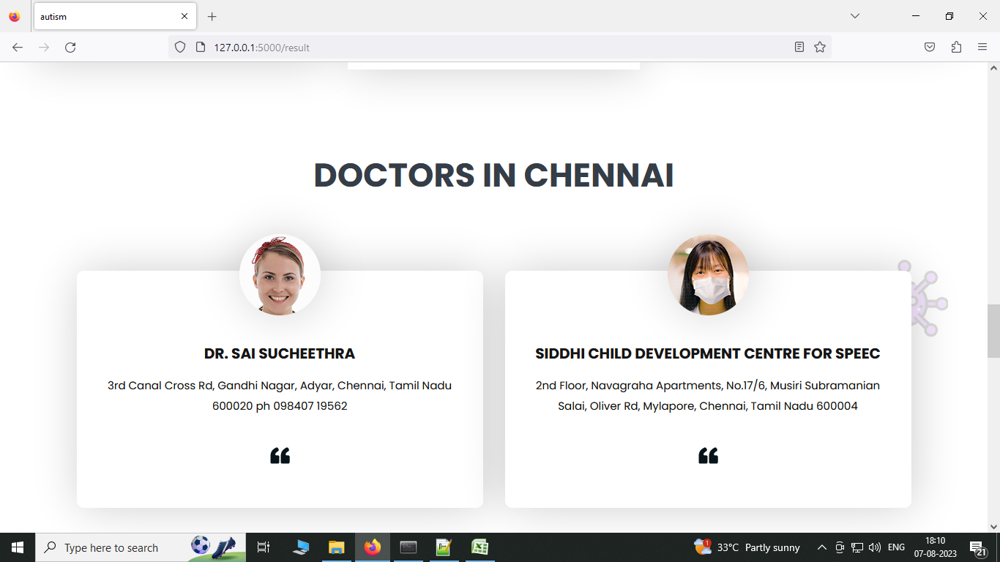 autism
127.0.0.1:5000/result
DOCTORS IN CHENNAI
DR. SAI SUCHEETHRA
3rd Canal Cross Rd, Gandhi Nagar, Adyar, Chennai, Tamil Nadu
600020 ph 098407 19562
SIDDHI CHILD DEVELOPMENT CENTRE FOR SPEEC
2nd Floor, Navagraha Apartments, No.17/6, Musiri Subramanian
Salai, Oliver Rd, Mylapore, Chennai, Tamil Nadu 600004
Type here to search
1
33°C Partly sunny
ENG
18:10
07-08-2023
21